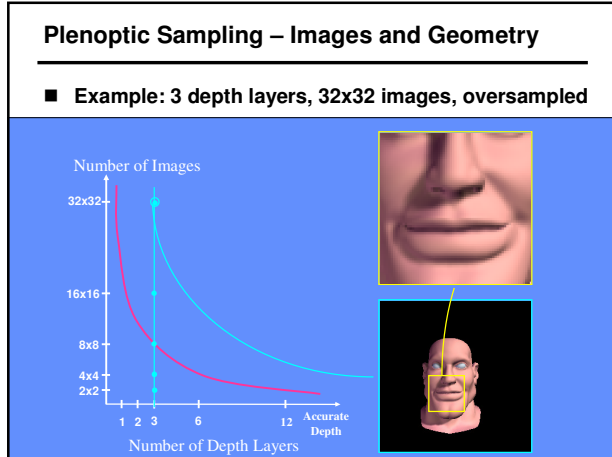 Plenoptic Sampling – Images and Geometry
■ Example: 3 depth layers, 32x32 images, oversampled
Number of Images
32x32
16x16
8x8
4x4
2x2
1 2 3 6 12 Accurate
Depth
Number of Depth Layers